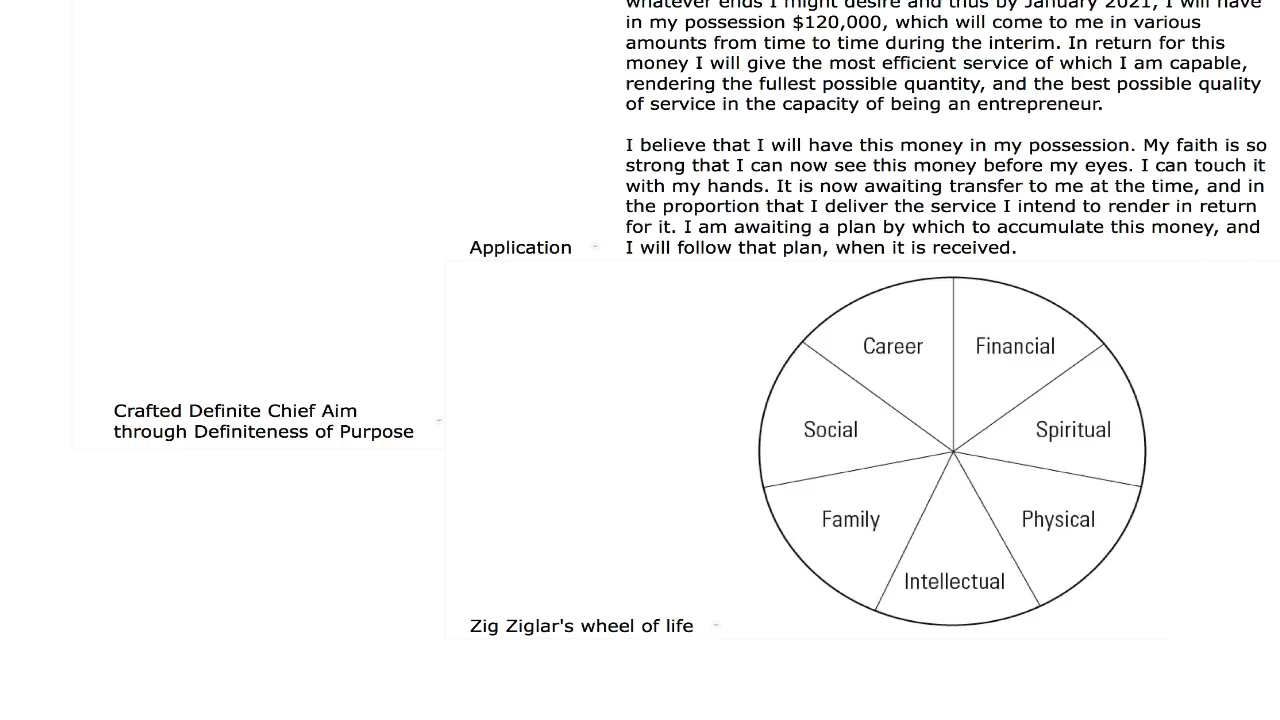 whatever ends I might desire and thus by January 2021, I will have
in my possession $120,000, which will come to me in various
amounts from time to time during the interim. In return for this
money I will give the most efficient service of which I am capable,
rendering the fullest possible quantity, and the best possible quality
of service in the capacity of being an entrepreneur.
I believe that I will have this money in my possession. My faith is so
strong that I can now see this money before my eyes. I can touch it
with my hands. It is now awaiting transfer to me at the time, and in
the proportion that I deliver the service I intend to render in return
for it. I am awaiting a plan by which to accumulate this money, and
I will follow that plan, when it is received.
Application
Career
Financial
Social
Spiritual
Family
Physical
Intellectual
Crafted Definite Chief Aim
through Definiteness of Purpose
Zig Ziglar's wheel of life